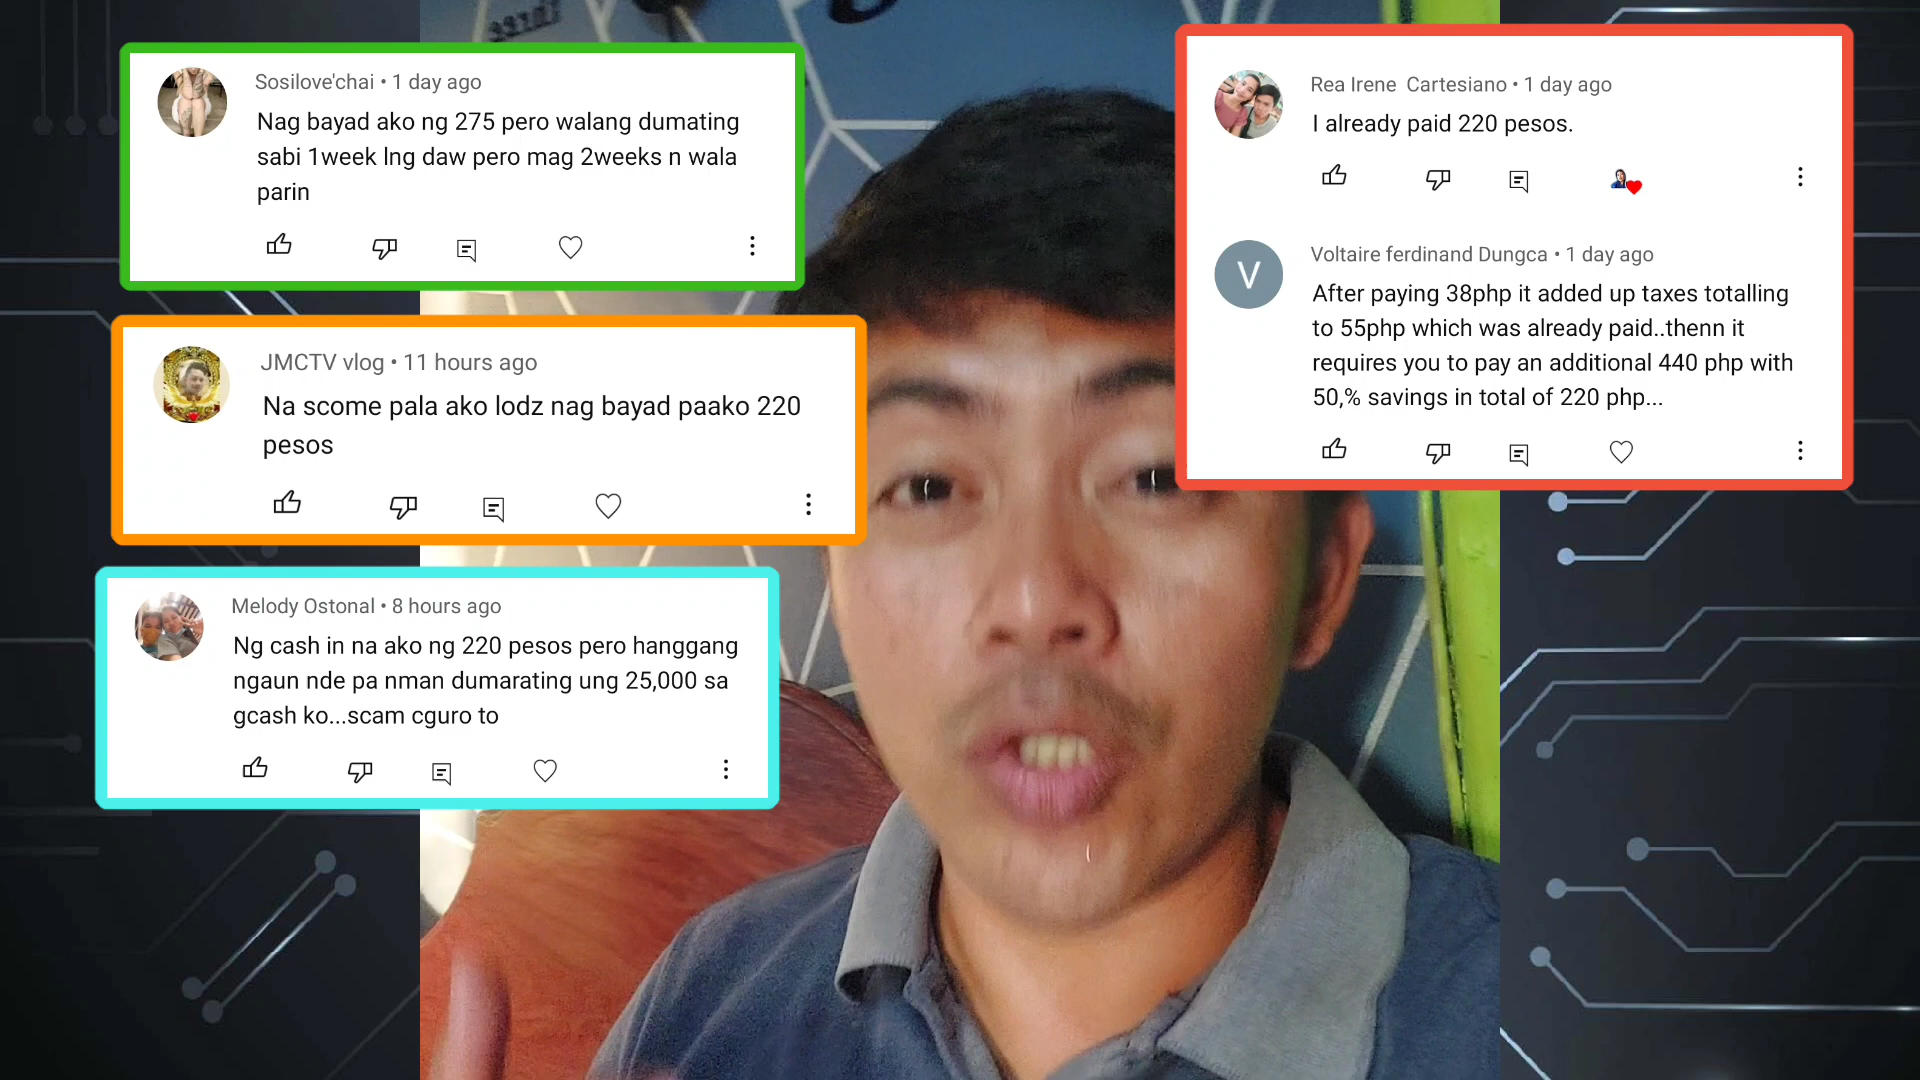 Sosilove'chai • 1 day ago
Nag bayad ako ng 275 pero walang dumating
sabi 1week lng daw pero mag 2weeks n wala
parin
JMCTV vlog • 11 hours ago
Na scome pala ako lodz nag bayad paako 220
pesos
Melody Ostonal • 8 hours ago
Ng cash in na ako ng 220 pesos pero hanggang
ngaun nde pa nman dumarating ung 25,000 sa
gcash ko...scam cguro to
Rea Irene Cartesiano • 1 day ago
I already paid 220 pesos.
V
Voltaire ferdinand Dungca • 1 day ago
After paying 38php it added up taxes totalling
to 55php which was already paid..thenn it
requires you to pay an additional 440 php with
50,% savings in total of 220 php...